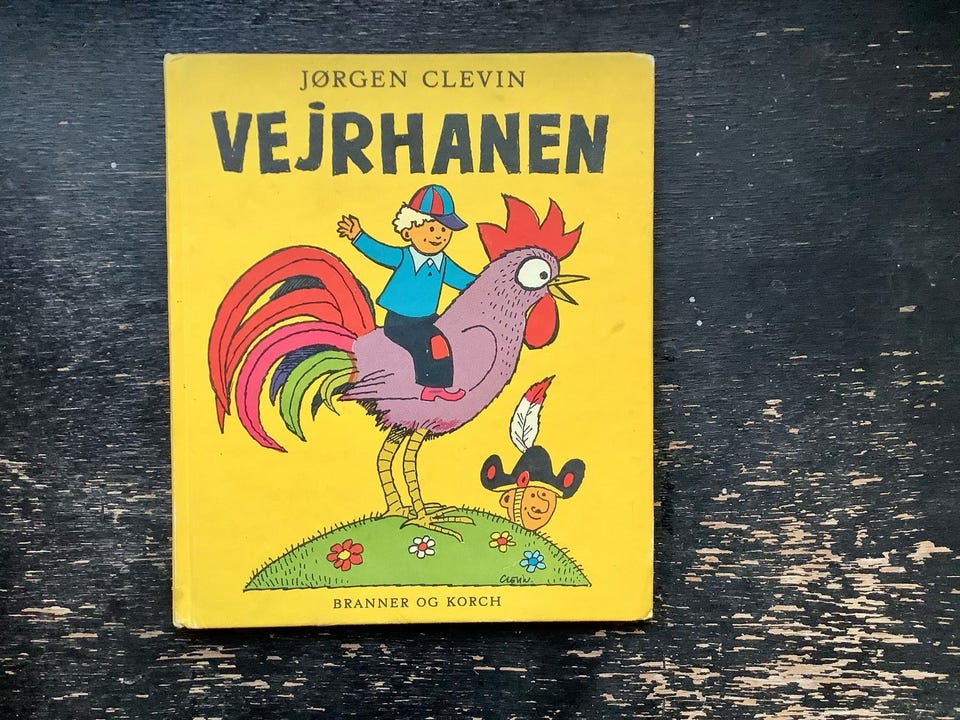 JØRGEN CLEVIN
VEjRHANEN
CLEVIN.
BRANNER OG KORCH